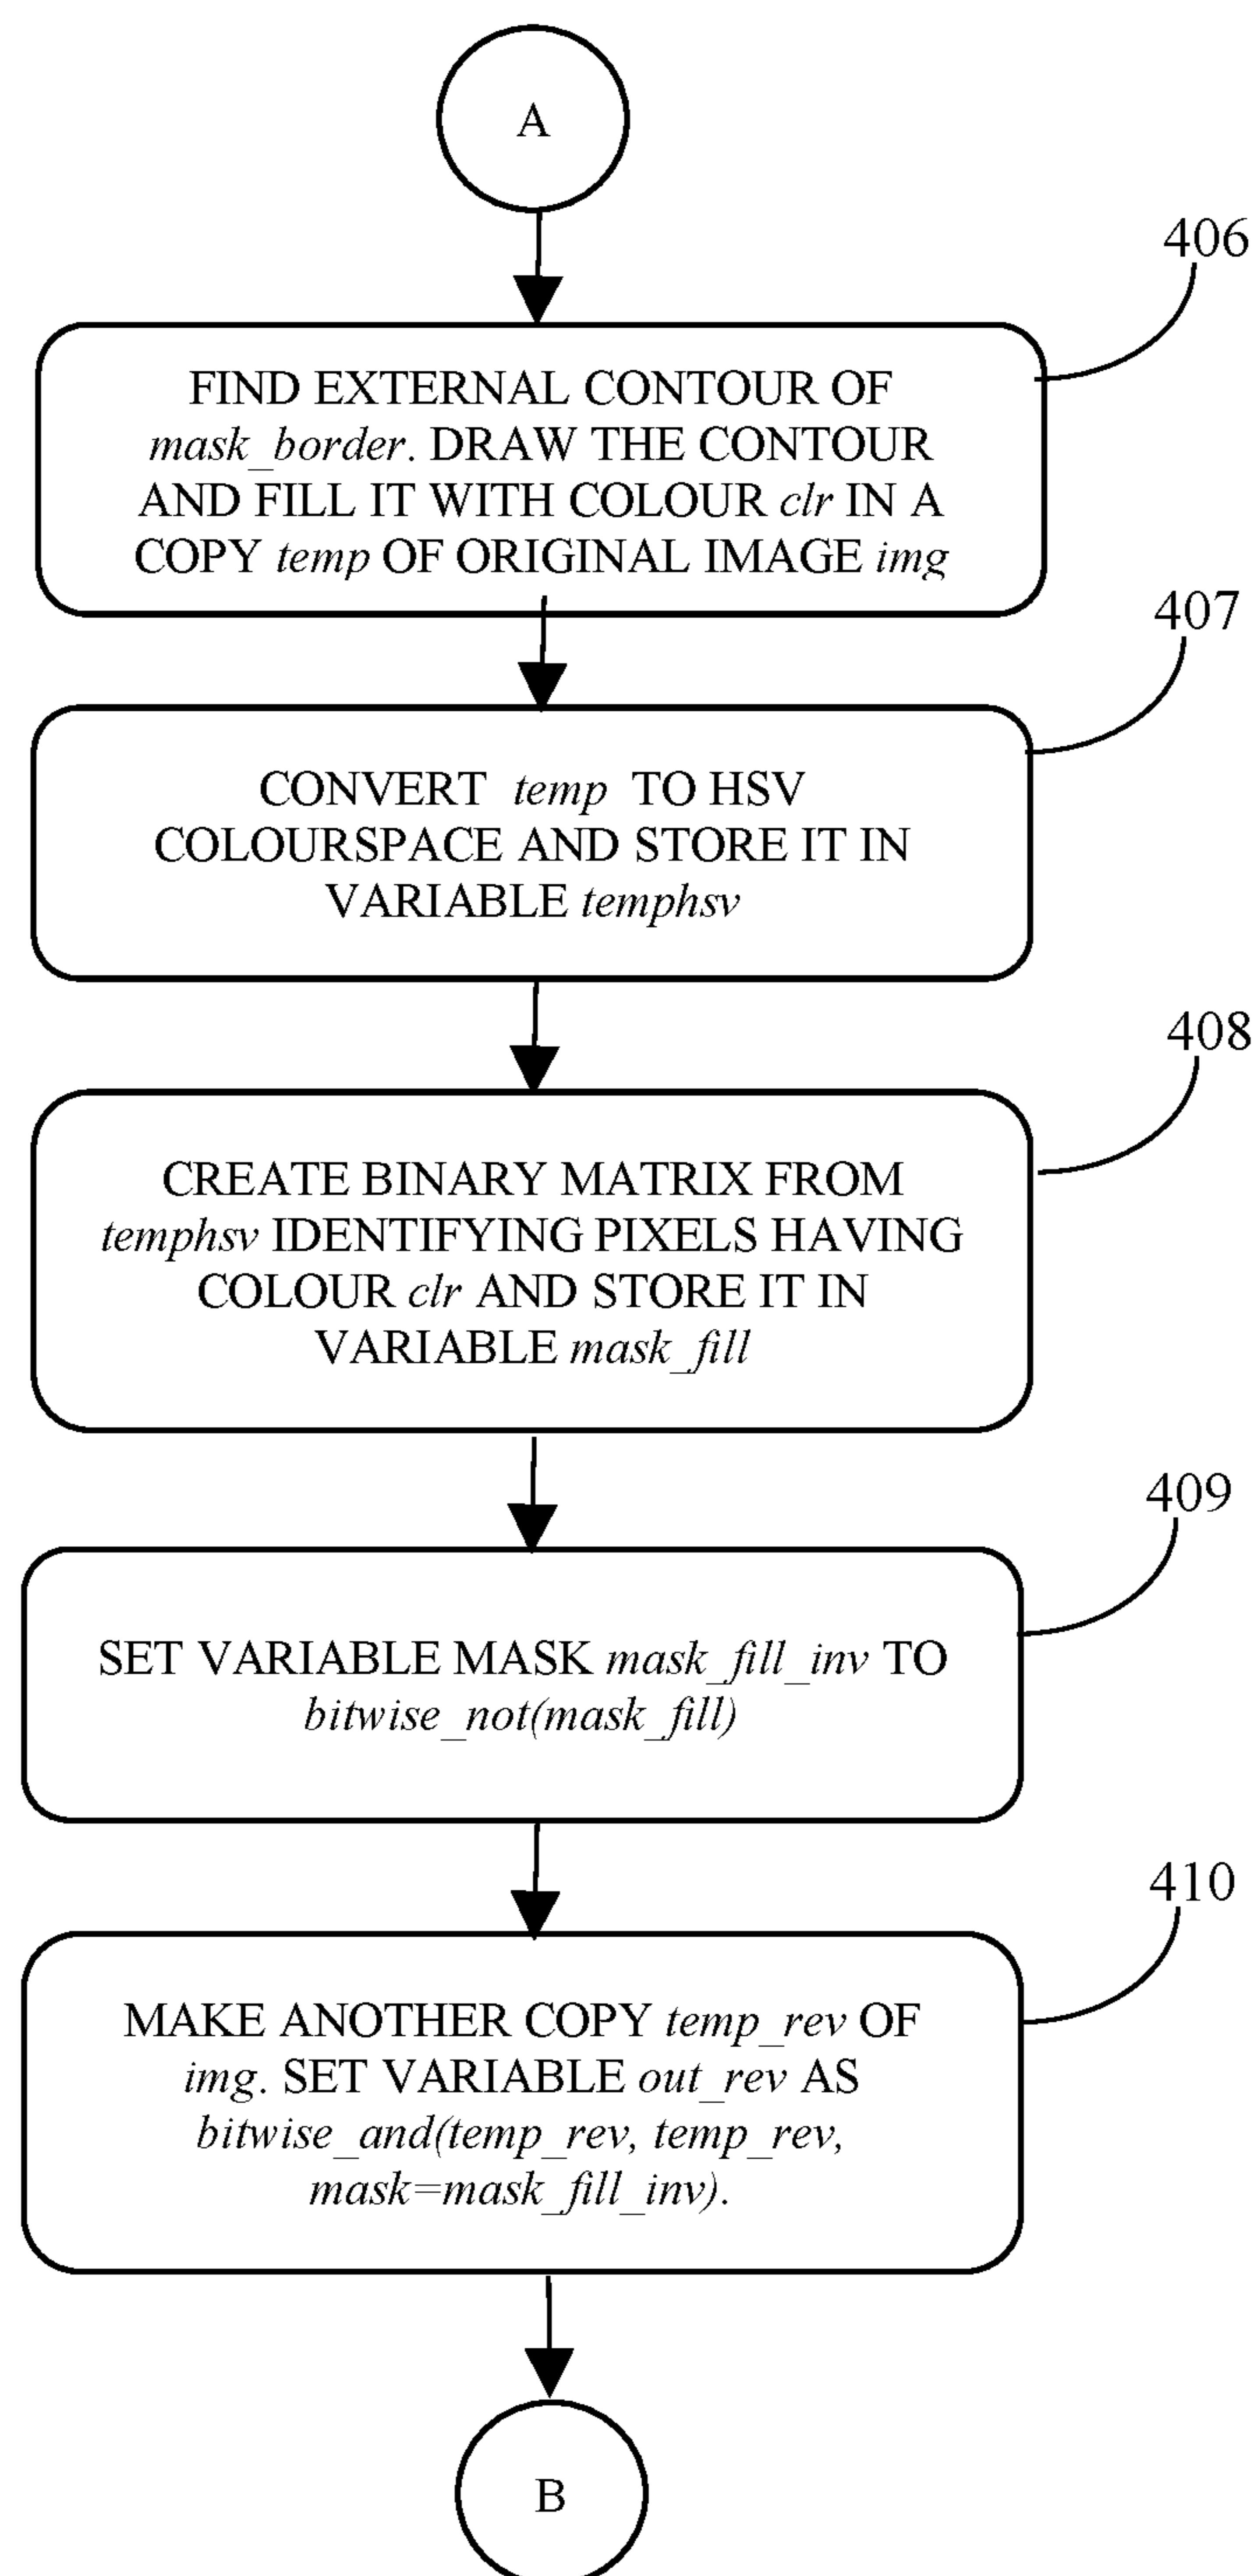 A
406
FIND EXTERNAL CONTOUR OF
mask_border. DRAW THE CONTOUR
AND FILL IT WITH COLOUR clr IN A
COPY temp OF ORIGINAL IMAGE img
407
CONVERT temp TO HSV
COLOURSPACE AND STORE IT IN
VARIABLE temphsv
408
CREATE BINARY MATRIX FROM
temphsv IDENTIFYING PIXELS HAVING
COLOUR clr AND STORE IT IN
VARIABLE mask_fill
409
SET VARIABLE MASK mask_fill_inv TO
bitwise_not(mask_fill)
410
MAKE ANOTHER COPY temp_rev OF
img. SET VARIABLE out_rev AS
bitwise_and(temp_rev, temp_rev,
mask=mask_fill_inv).
B